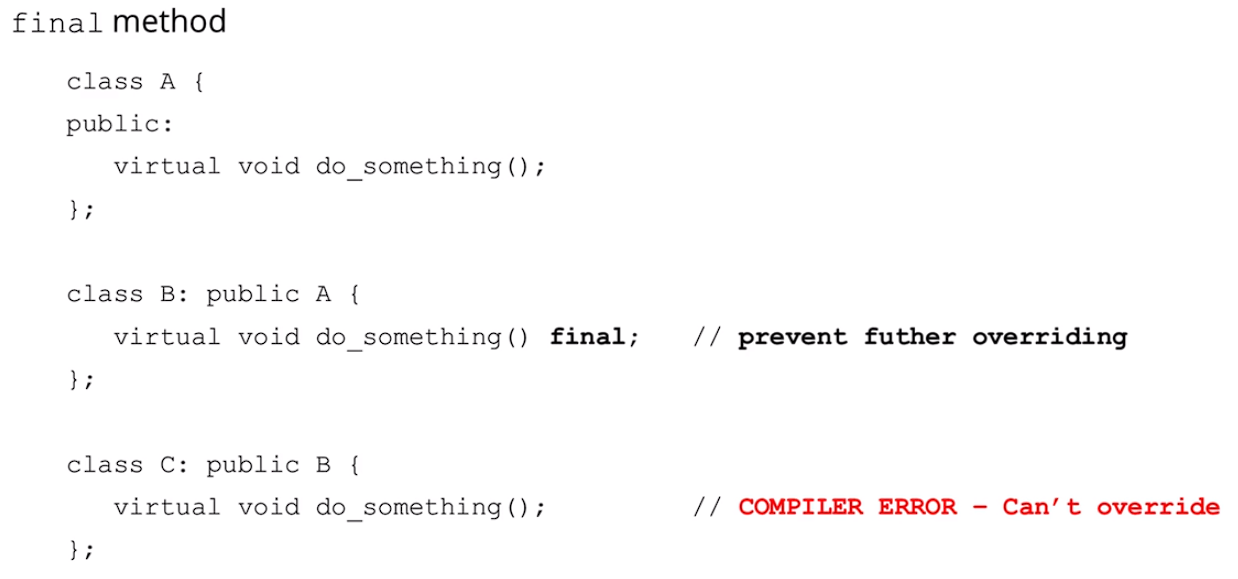 final method
class A {
public:
virtual void do_something();
};
class B: public A {
virtual void do_something() final; // prevent futher overriding
};
class C: public B {
virtual void do_something(); // COMPILER ERROR – Can't override
};